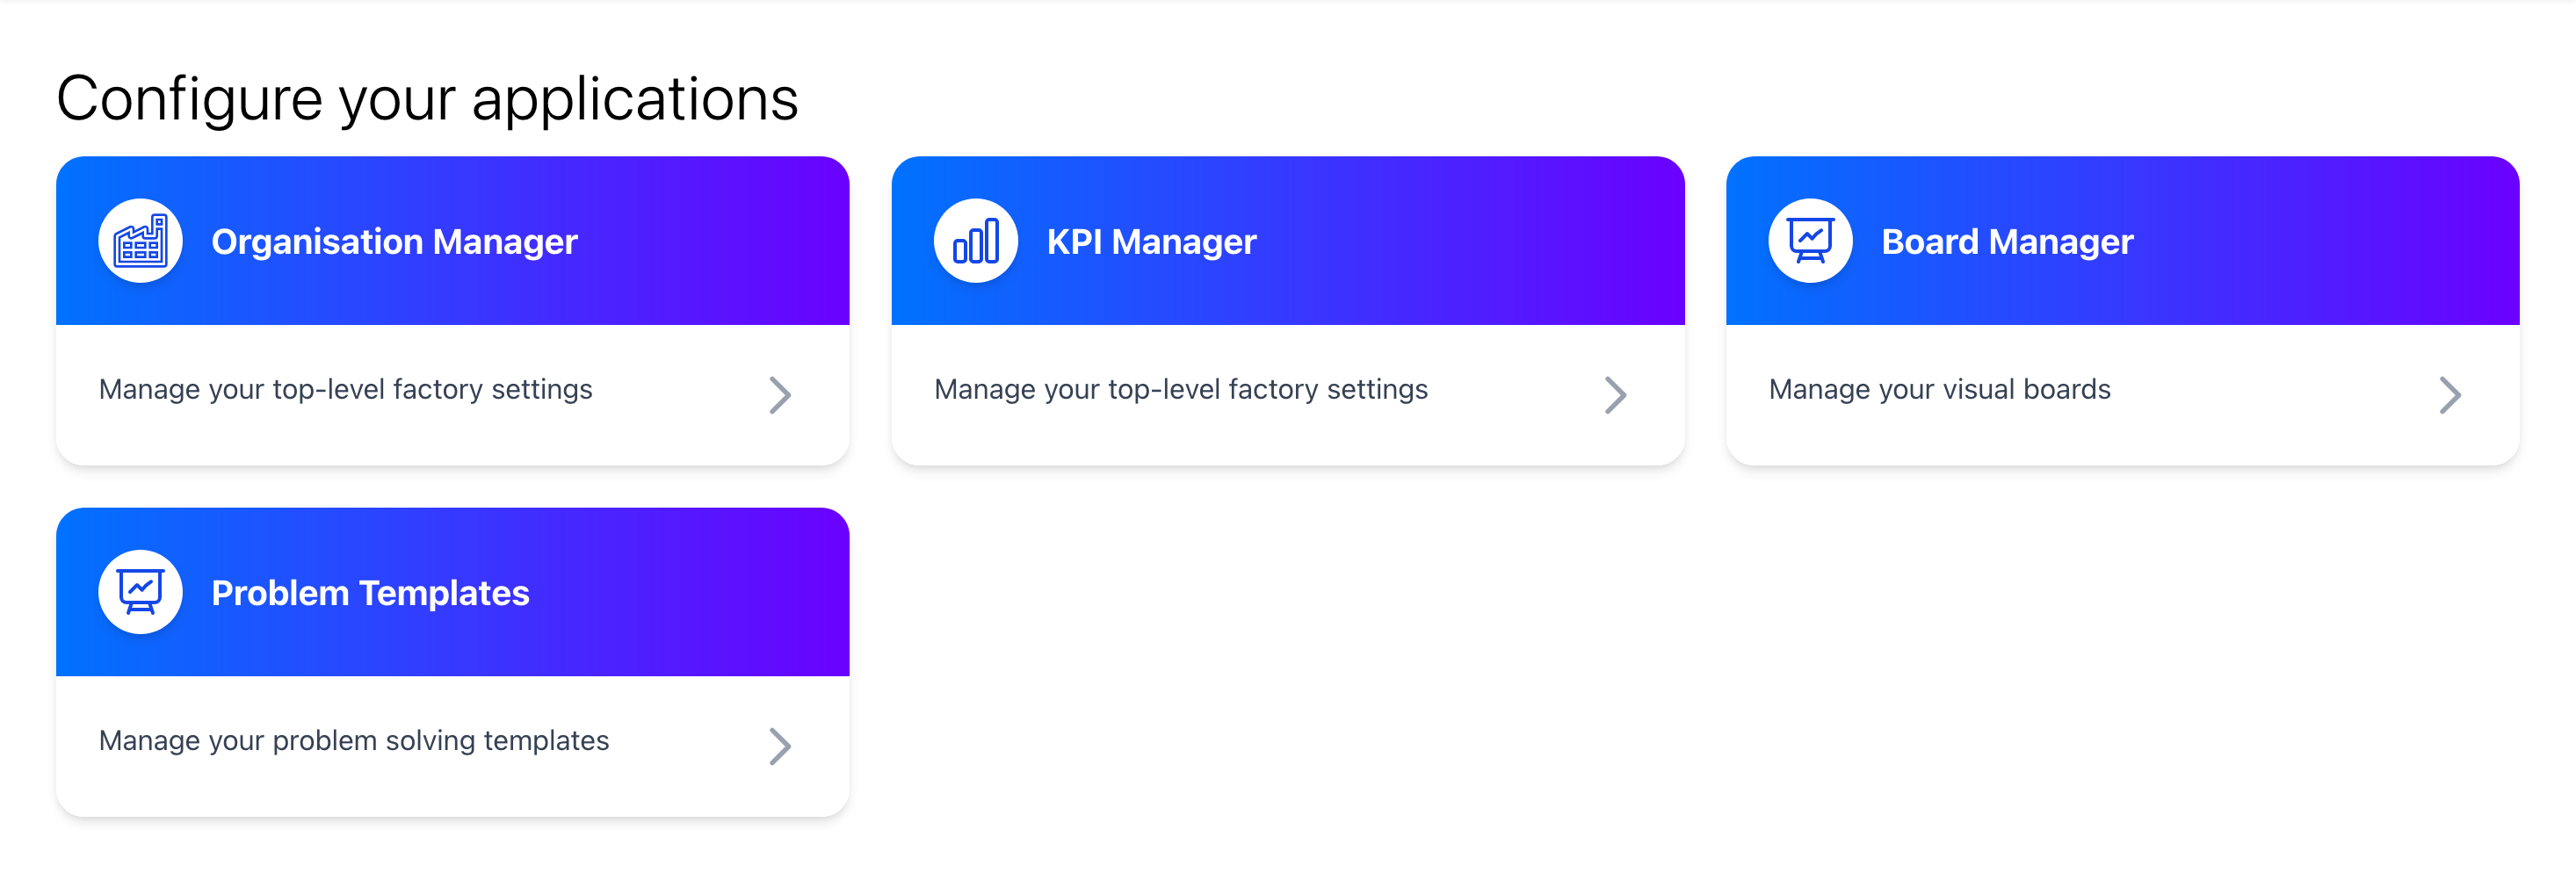 Configure your applications
Organisation Manager
Manage your top-level factory settings
KPI Manager
Manage your top-level factory settings
Board Manager
Manage your visual boards
Problem Templates
Manage your problem solving templates